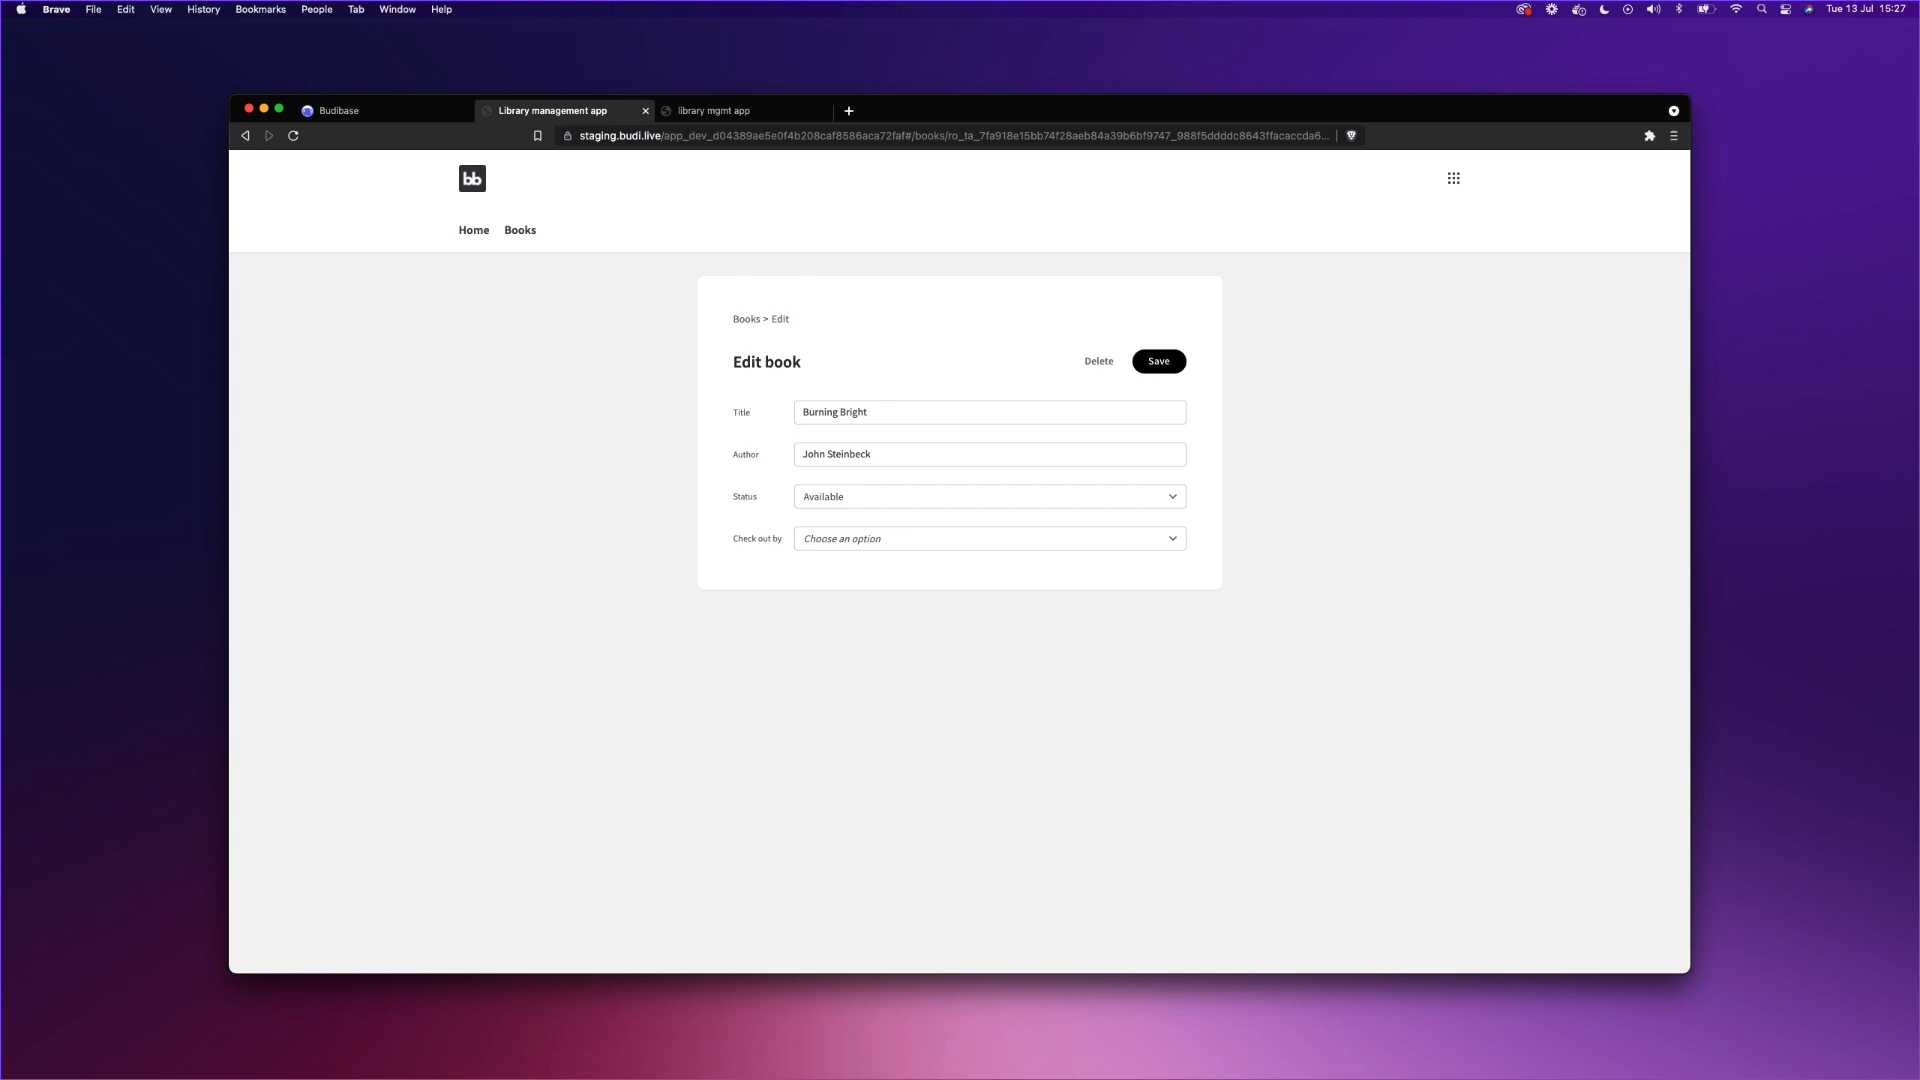 Brave File Edit View History Bookmarks People Tab Window Help Tue 13 Jul 15:27
Budibase Library management app library mgmt app
staging.budi.live/app_dev_d04389ae5e0f4b208caf8586aca72faf#/books/ro_ta_7fa918e15bb74f28aeb84a39b6bf9747_988f5ddddc8643ffacaccda6...
bb
Home Books
Books > Edit
Edit book Delete Save
Title Burning Bright
Author John Steinbeck
Status Available
Check out by Choose an option